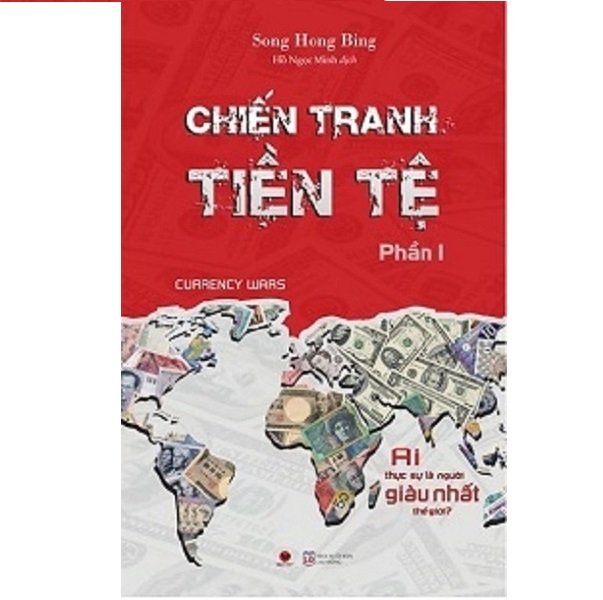 Song Hong Bing
Hồ Ngọc Minh dịch
CHIẾN TRANH
TIỀN TỆ
Phần I
CURRENCY WARS
Ai
thực sự là người
giàu nhất
thế giới?